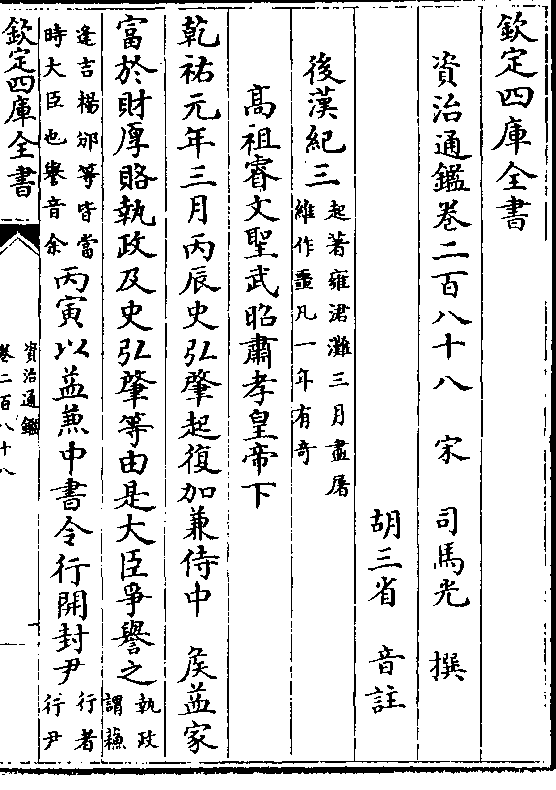 欽定四庫全書
資治通鑑卷二百八十八　宋　司馬光　撰
胡三省　音註
後漢紀三起著雍涒灘三月盡屠
維作噩凡一年有奇
高祖睿文聖武昭肅孝皇帝下
乾祐元年三月丙辰史弘肇起復加兼侍中　侯益家
富於財厚賂執政及史弘肇等由是大臣爭譽之執政
謂蘇
逢吉楊邠等皆當
時大臣也譽音余
丙寅以益兼中書令行開封尹行者
行尹
欽定四庫全書
資治通鑑
卷二百八十八